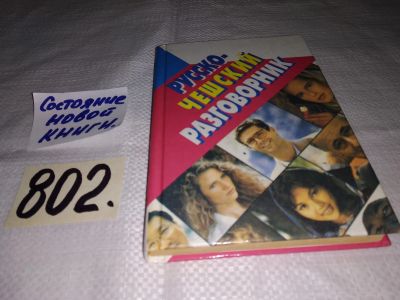 Состояние
новой
книги.
802.
РУССКО-
ЧЕШСКИЙ
РАЗГОВОРНИК